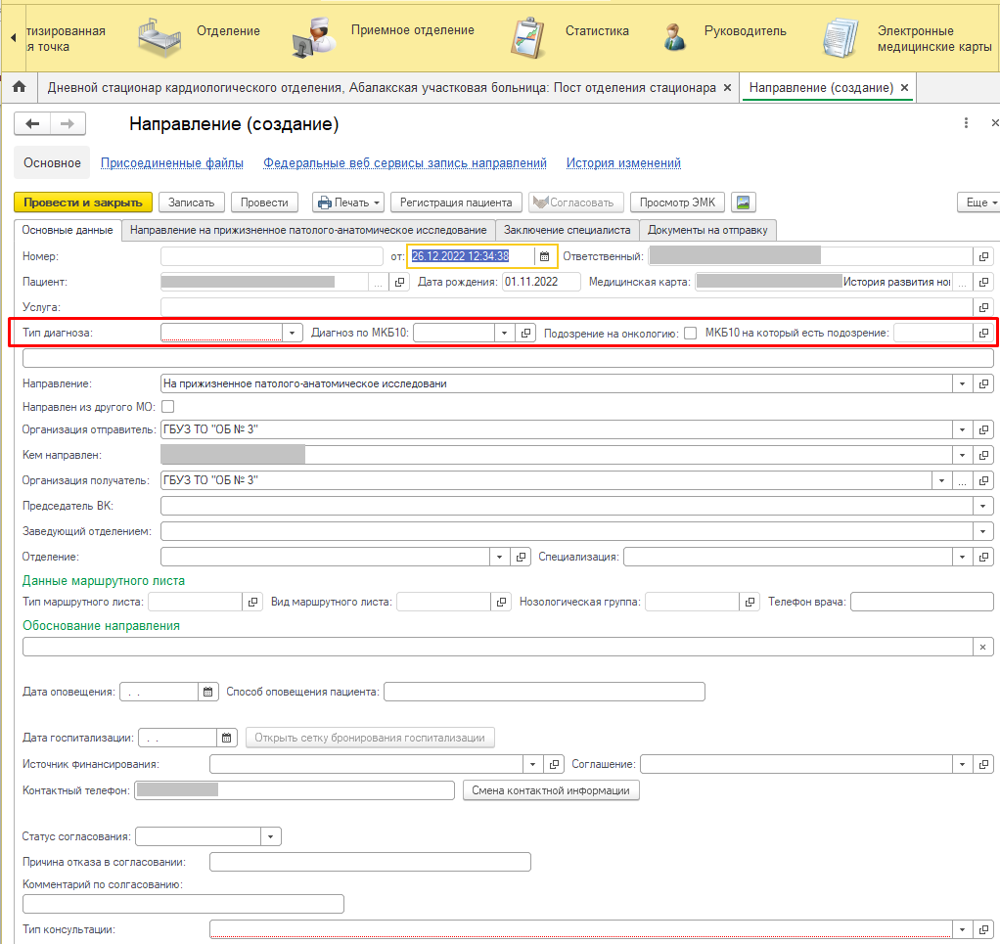 тизированная Отделение Приемное отделение Статистика Руководитель Электронные
я точка медицинские карты
Дневной стационар кардиологического отделения, Абалакская участковая больница: Пост отделения стационара × Направление (создание) ×
Направление (создание)
Основное Присоединенные файлы Федеральные веб сервисы запись направлений История изменений
Провести и закрыть Записать Провести Печать Регистрация пациента Согласовать Просмотр ЭМК Еще
Основные данные Направление на прижизненное патолого-анатомическое исследование Заключение специалиста Документы на отправку
Номер: от: 26.12.2022 12:34:38 Ответственный:
Пациент: ... Дата рождения: 01.11.2022 Медицинская карта: История развития нов ...
Услуга:
Тип диагноза: Диагноз по МКБ10: Подозрение на онкологию: МКБ10 на который есть подозрение:
Направление: На прижизненное патолого-анатомическое исследовани
Направлен из другого МО:
Организация отправитель: ГБУЗ ТО "ОБ № 3"
Кем направлен:
Организация получатель: ГБУЗ ТО "ОБ № 3" ...
Председатель ВК:
Заведующий отделением:
Отделение: Специализация:
Данные маршрутного листа
Тип маршрутного листа: Вид маршрутного листа: Нозологическая группа: Телефон врача:
Обоснование направления
Дата оповещения: . . Способ оповещения пациента:
Дата госпитализации: . . Открыть сетку бронирования госпитализации
Источник финансирования: Соглашение:
Контактный телефон: Смена контактной информации
Статус согласования:
Причина отказа в согласовании:
Комментарий по солгасованию:
Тип консультации: